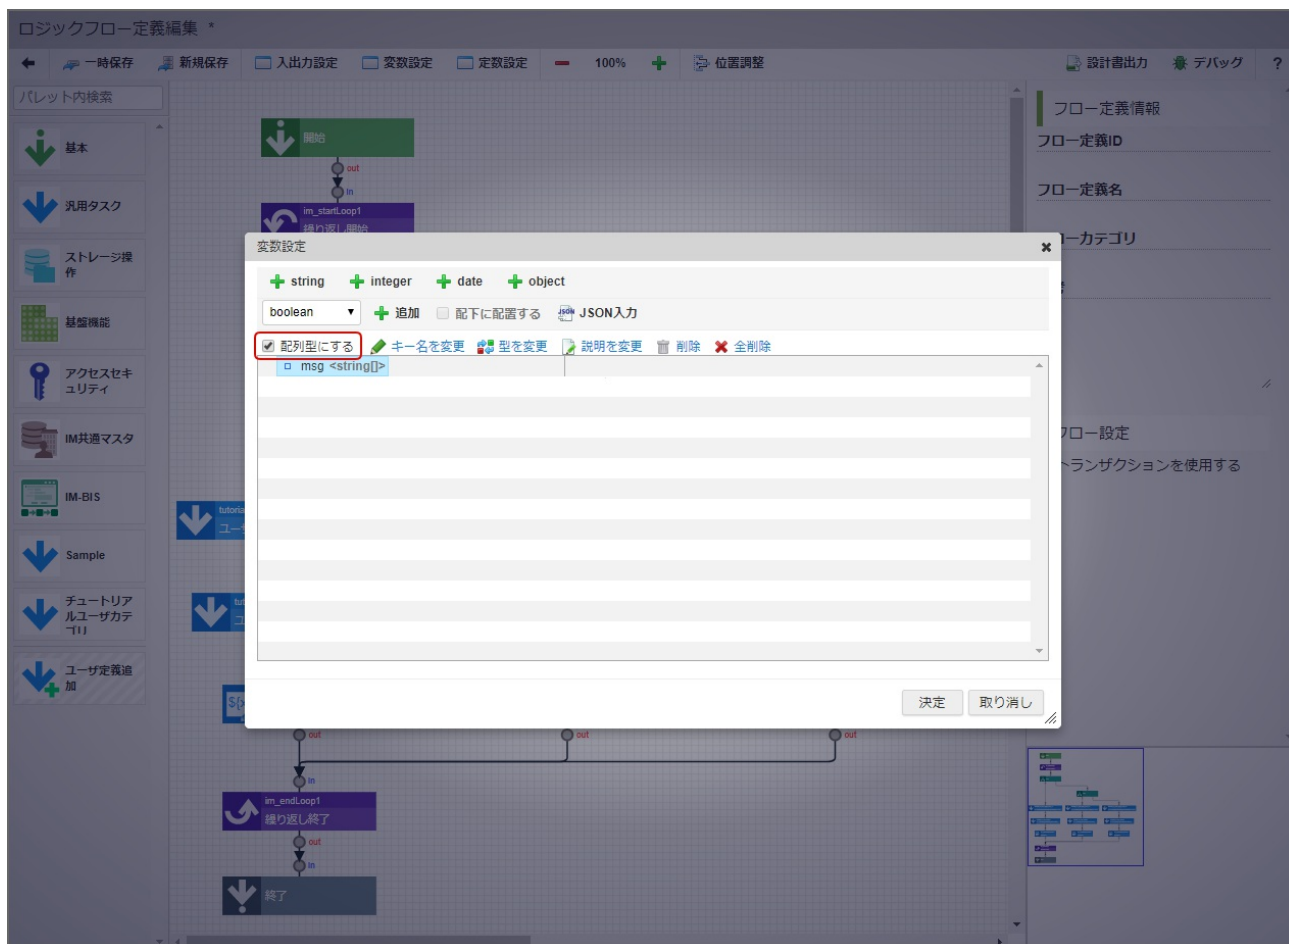 ロジックフロー定義編集 *
一時保存 新規保存 入出力設定 変数設定 定数設定 100% 位置調整 設計書出力 デバッグ ?
パレット内検索
基本
汎用タスク
ストレージ操
作
基盤機能
アクセスセキ
ュリティ
IM共通マスタ
IM-BIS
Sample
チュートリア
ルユーザカテ
ゴリ
ユーザ定義追
加
開始
out
in
im_startLoop1
繰り返し開始
変数設定
string integer date object
boolean 追加 配下に配置する JSON JSON入力
配列型にする キー名を変更 型を変更 説明を変更 削除 全削除
msg <string[]>
決定 取り消し
out out out
in
im_endLoop1
繰り返し終了
out
in
終了
フロー定義情報
フロー定義ID
フロー定義名
ーカテゴリ
フロー設定
トランザクションを使用する